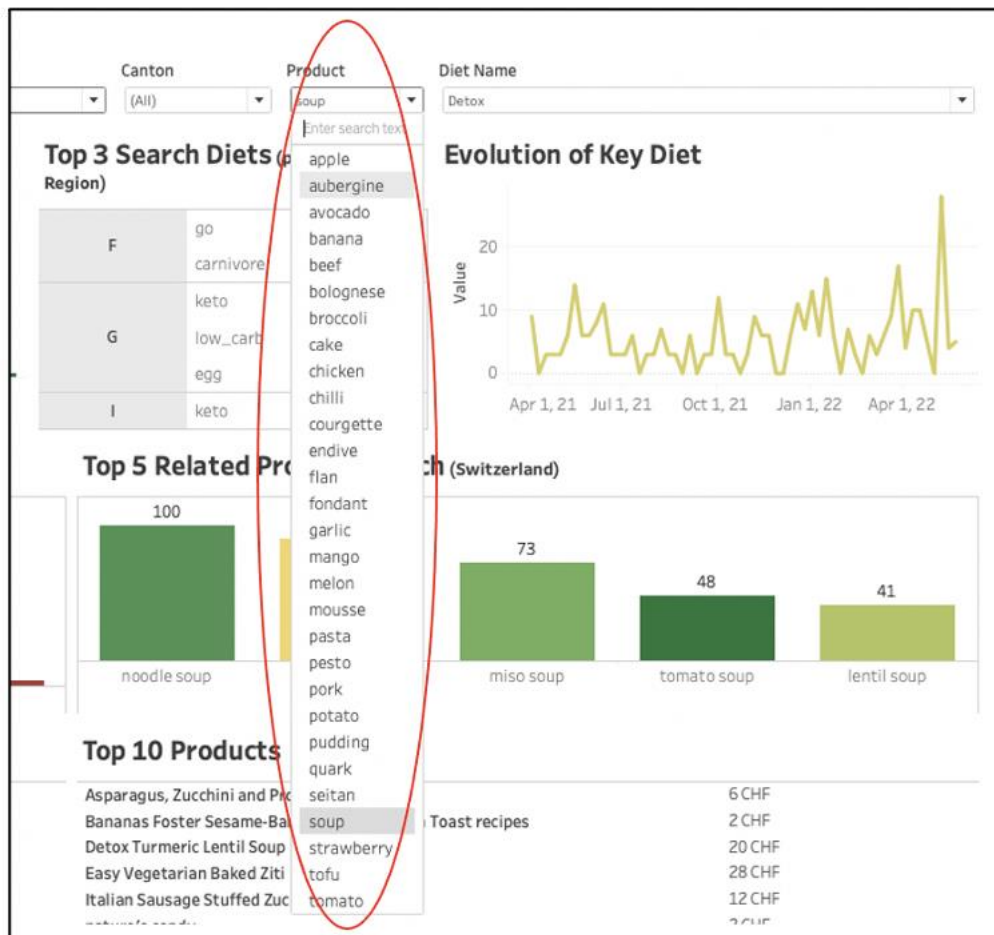 Canton Product Diet Name
(All) soup Detox
Enter search text
apple
aubergine
avocado
banana
beef
bolognese
broccoli
cake
chicken
chilli
courgette
endive
flan
fondant
garlic
mango
melon
mousse
pasta
pesto
pork
potato
pudding
quark
seitan
soup
strawberry
tofu
tomato
Top 3 Search Diets
Region)
F
go
carnivore
G
keto
low_carb
egg
I
keto
Evolution of Key Diet
Value
20
10
0
Apr 1, 21 Jul 1, 21 Oct 1, 21 Jan 1, 22 Apr 1, 22
Top 5 Related (Switzerland)
100 73 48 41
noodle soup miso soup tomato soup lentil soup
Top 10 Products
Asparagus, Zucchini and 6 CHF
Bananas Foster Toast recipes 2 CHF
Detox Turmeric Lentil Soup 20 CHF
Easy Vegetarian Baked Ziti 28 CHF
Italian Sausage Stuffed 12 CHF